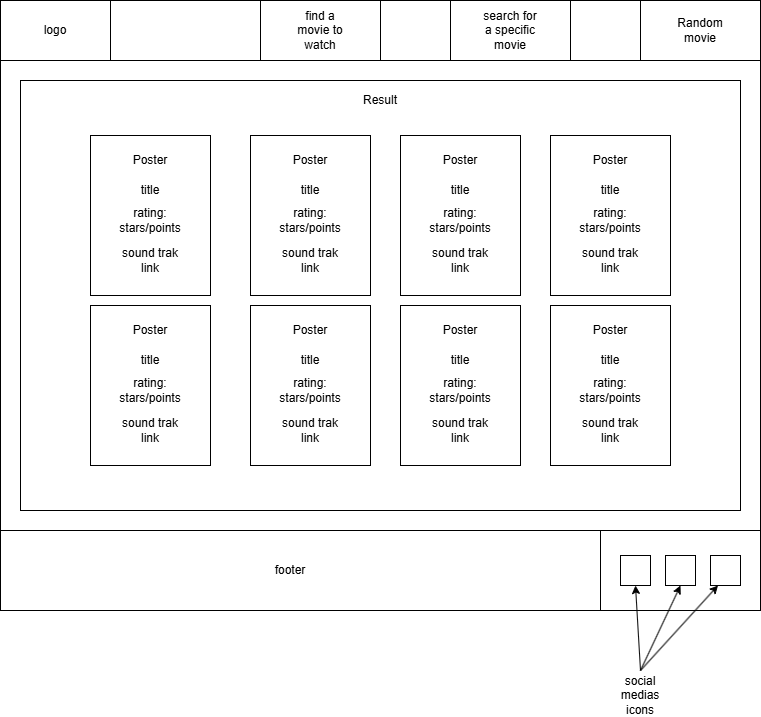 logo
find a
movie to
watch
search for
a specific
movie
Random
movie
Result
Poster
title
rating:
stars/points
sound trak
link
Poster
title
rating:
stars/points
sound trak
link
Poster
title
rating:
stars/points
sound trak
link
Poster
title
rating:
stars/points
sound trak
link
Poster
title
rating:
stars/points
sound trak
link
Poster
title
rating:
stars/points
sound trak
link
Poster
title
rating:
stars/points
sound trak
link
Poster
title
rating:
stars/points
sound trak
link
footer
social
medias
icons